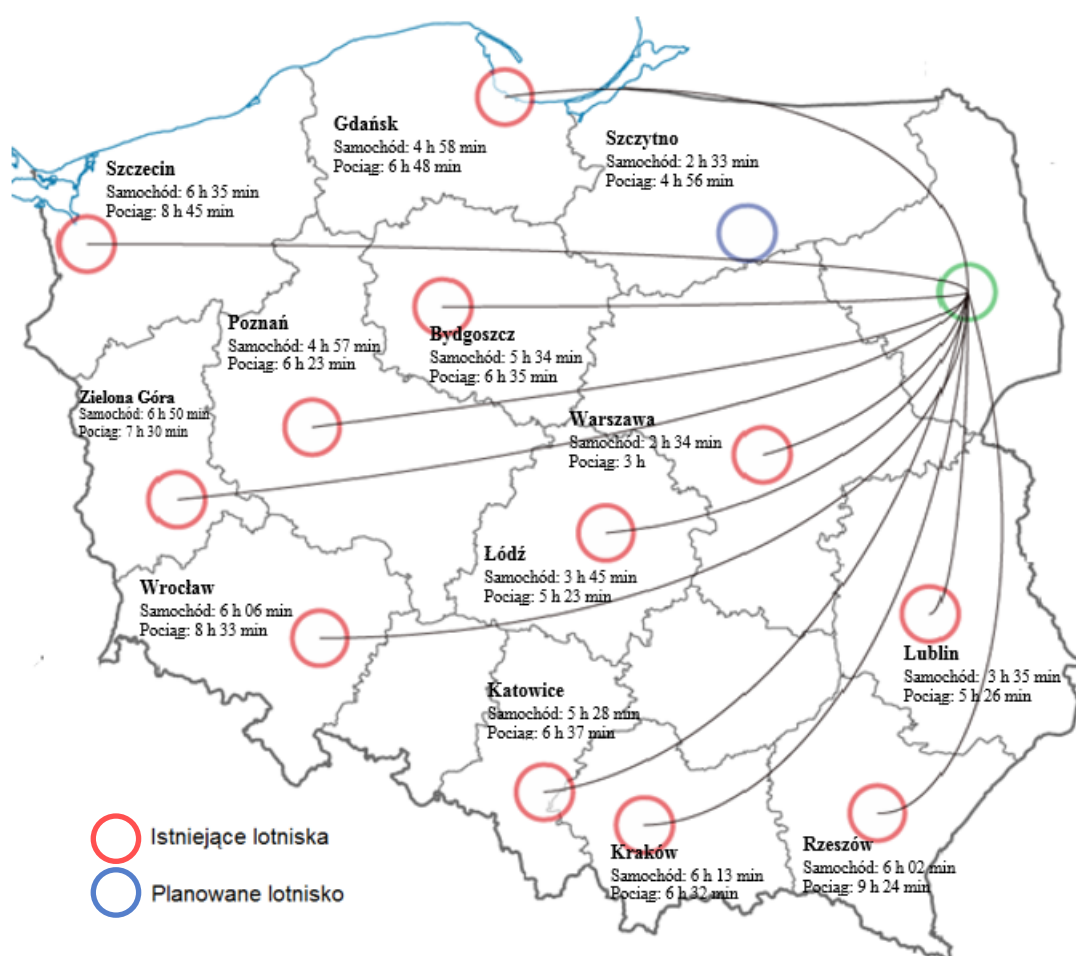 Gdańsk
Samochód: 4 h 58 min
Pociąg: 6 h 48 min
Szczytno
Samochód: 2 h 33 min
Pociąg: 4 h 56 min
Szczecin
Samochód: 6 h 35 min
Pociąg: 8 h 45 min
Poznań
Samochód: 4 h 57 min
Pociąg: 6 h 23 min
Bydgoszcz
Samochód: 5 h 34 min
Pociąg: 6 h 35 min
Zielona Góra
Samochód: 6 h 50 min
Pociąg: 7 h 30 min
Warszawa
Samochód: 2 h 34 min
Pociąg: 3 h
Łódź
Samochód: 3 h 45 min
Pociąg: 5 h 23 min
Wrocław
Samochód: 6 h 06 min
Pociąg: 8 h 33 min
Lublin
Samochód: 3 h 35 min
Pociąg: 5 h 26 min
Katowice
Samochód: 5 h 28 min
Pociąg: 6 h 37 min
Kraków
Samochód: 6 h 13 min
Pociąg: 6 h 32 min
Rzeszów
Samochód: 6 h 02 min
Pociąg: 9 h 24 min
Istniejące lotniska
Planowane lotnisko